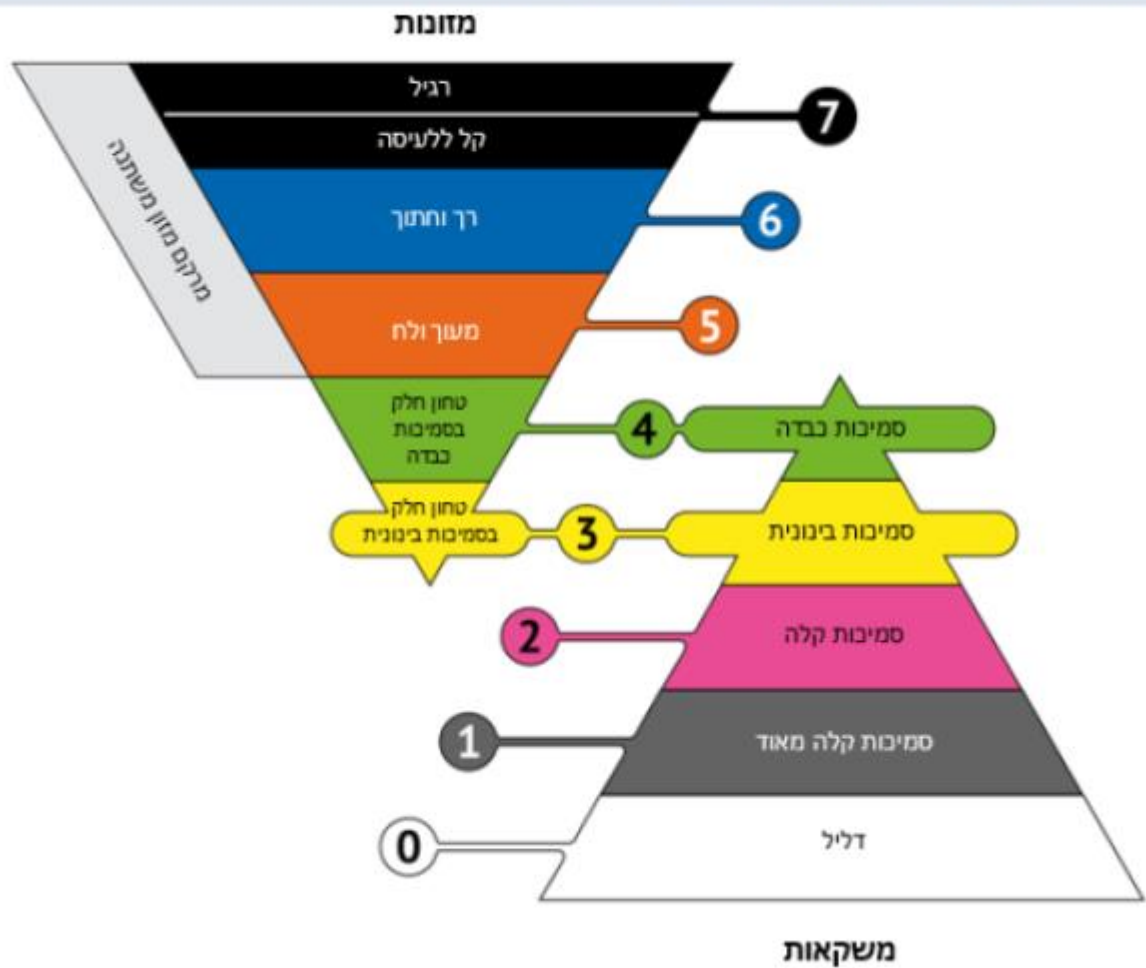 מזונות
רגיל
קל ללעיסה
7
רך וחתוך
6
מעוך ולח
5
מרקם מזון משתנה
טחון חלק
בסמיכות
כבדה
4
סמיכות כבדה
טחון חלק
בסמיכות בינונית
3
סמיכות בינונית
2
סמיכות קלה
1
סמיכות קלה מאוד
0
דליל
משקאות